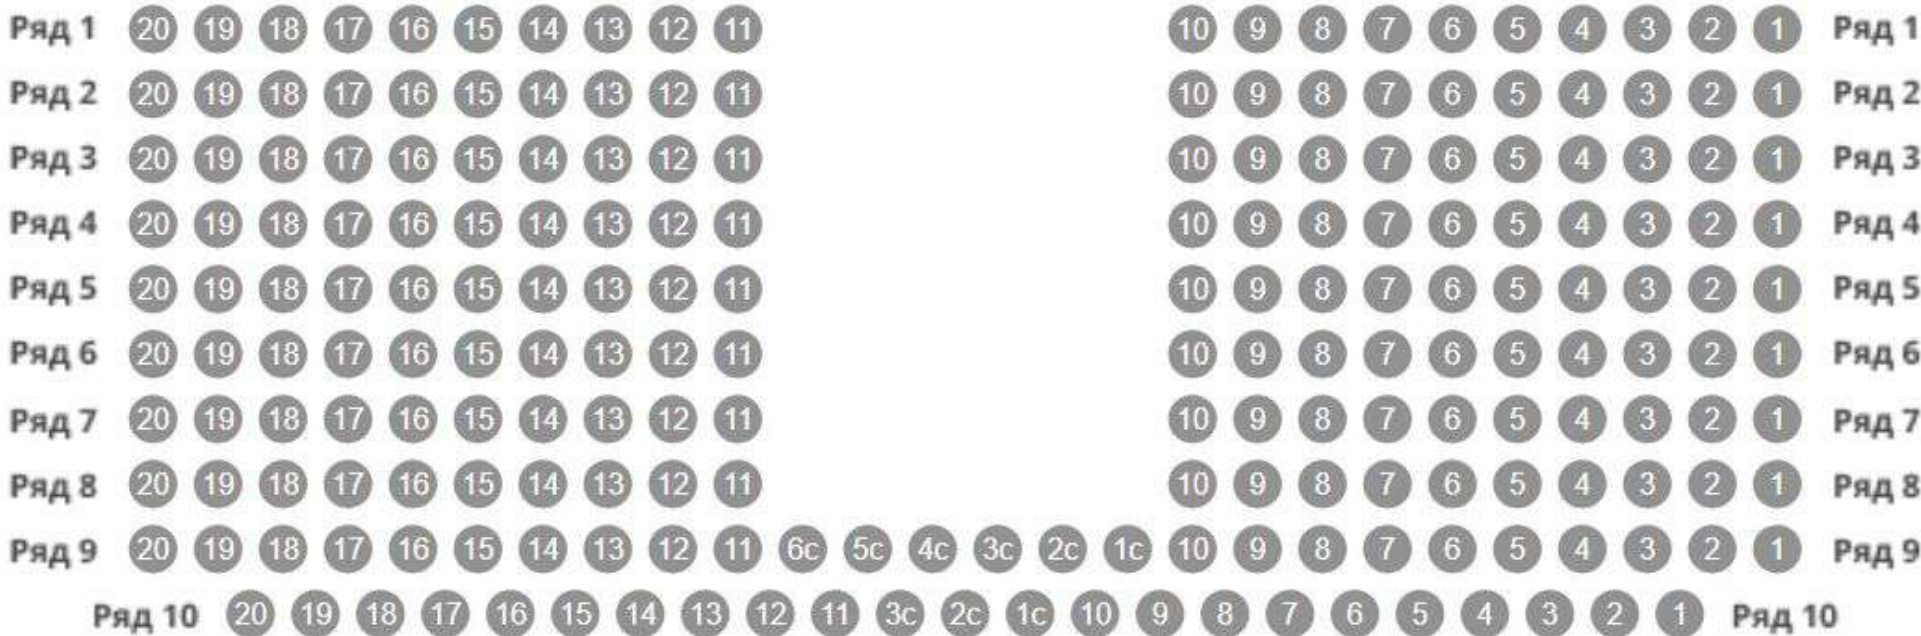 Ряд 1 20 19 18 17 16 15 14 13 12 11 10 9 8 7 6 5 4 3 2 1 Ряд 1
Ряд 2 20 19 18 17 16 15 14 13 12 11 10 9 8 7 6 5 4 3 2 1 Ряд 2
Ряд 3 20 19 18 17 16 15 14 13 12 11 10 9 8 7 6 5 4 3 2 1 Ряд 3
Ряд 4 20 19 18 17 16 15 14 13 12 11 10 9 8 7 6 5 4 3 2 1 Ряд 4
Ряд 5 20 19 18 17 16 15 14 13 12 11 10 9 8 7 6 5 4 3 2 1 Ряд 5
Ряд 6 20 19 18 17 16 15 14 13 12 11 10 9 8 7 6 5 4 3 2 1 Ряд 6
Ряд 7 20 19 18 17 16 15 14 13 12 11 10 9 8 7 6 5 4 3 2 1 Ряд 7
Ряд 8 20 19 18 17 16 15 14 13 12 11 10 9 8 7 6 5 4 3 2 1 Ряд 8
Ряд 9 20 19 18 17 16 15 14 13 12 11 6с 5с 4с 3с 2с 1с 10 9 8 7 6 5 4 3 2 1 Ряд 9
Ряд 10 20 19 18 17 16 15 14 13 12 11 3с 2с 1с 10 9 8 7 6 5 4 3 2 1 Ряд 10